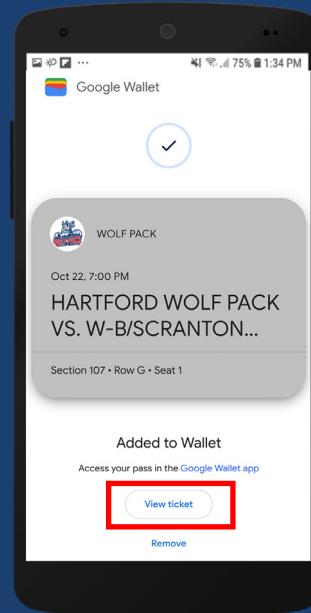 75% 1:34 PM
Google Wallet
WOLF PACK
Oct 22, 7:00 PM
HARTFORD WOLF PACK
VS. W-B/SCRANTON...
Section 107 • Row G • Seat 1
Added to Wallet
Access your pass in the Google Wallet app
View ticket
Remove